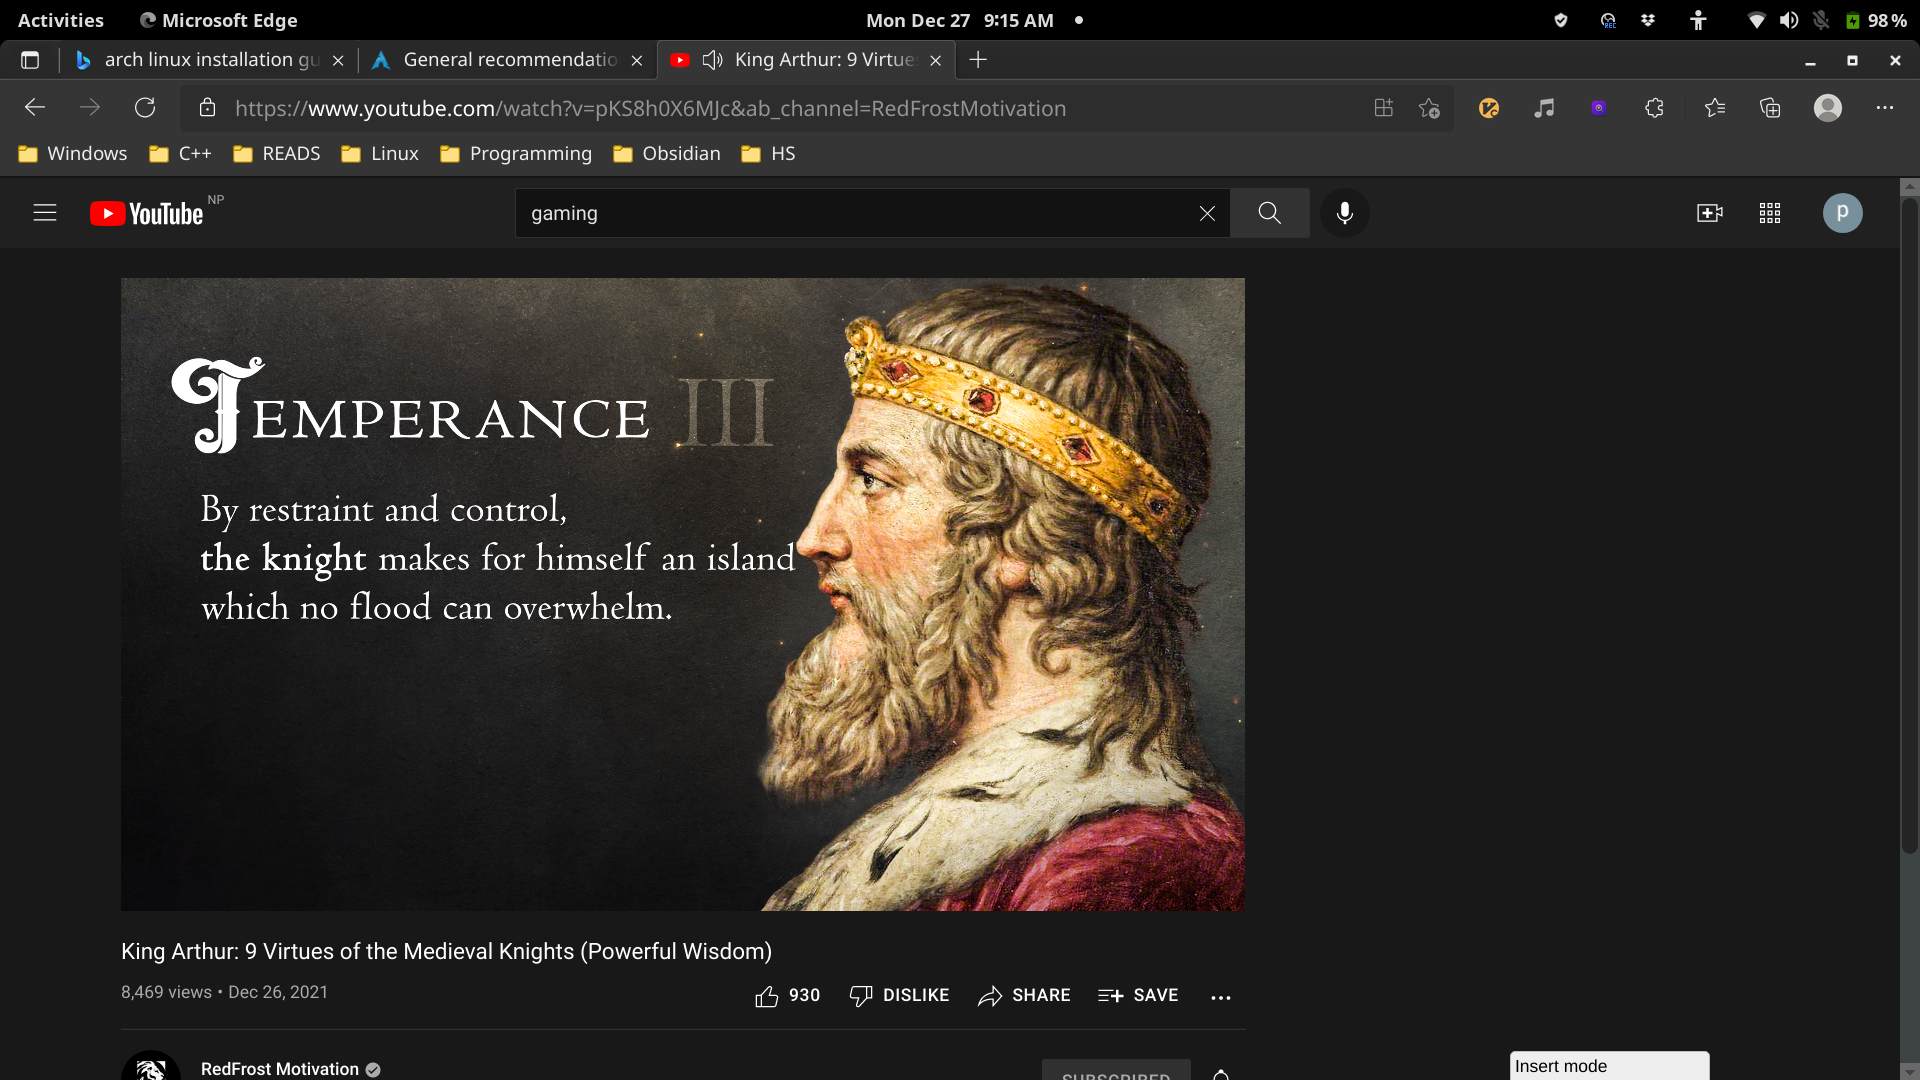 Activities
Microsoft Edge
Mon Dec 27 9:15 AM
98%
arch linux installation gu
General recommendatio
King Arthur: 9 Virtue
https://www.youtube.com/watch?v=pKS8h0X6MJc&ab_channel=RedFrostMotivation
Windows
C++
READS
Linux
Programming
Obsidian
HS
YouTube NP
gaming
p
TEMPERANCE III
By restraint and control,
the knight makes for himself an island
which no flood can overwhelm.
King Arthur: 9 Virtues of the Medieval Knights (Powerful Wisdom)
8,469 views • Dec 26, 2021
930
DISLIKE
SHARE
SAVE
RedFrost Motivation
SUBSCRIBED
Insert mode